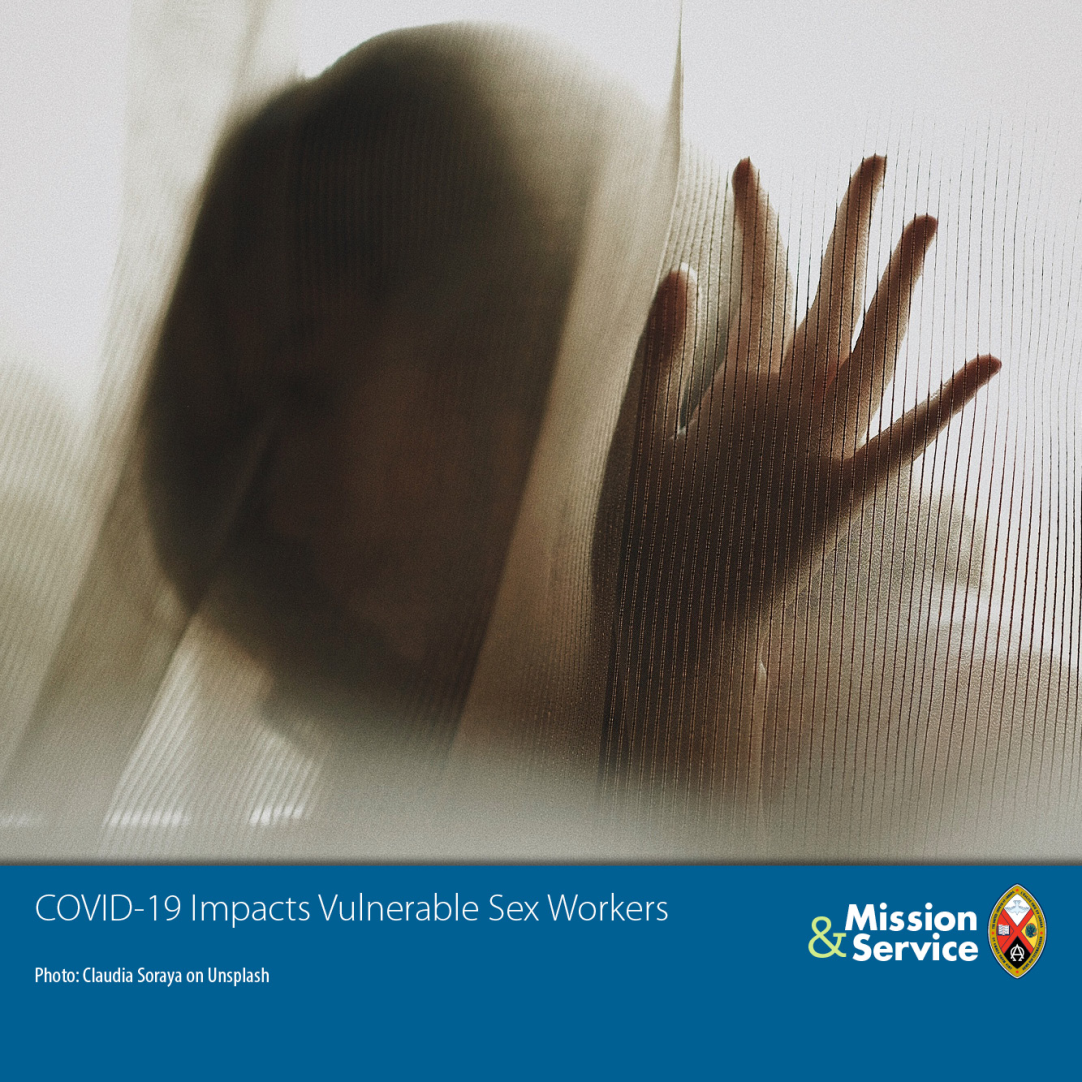 COVID-19 Impacts Vulnerable Sex Workers
Photo: Claudia Soraya on Unsplash
Mission
& Service